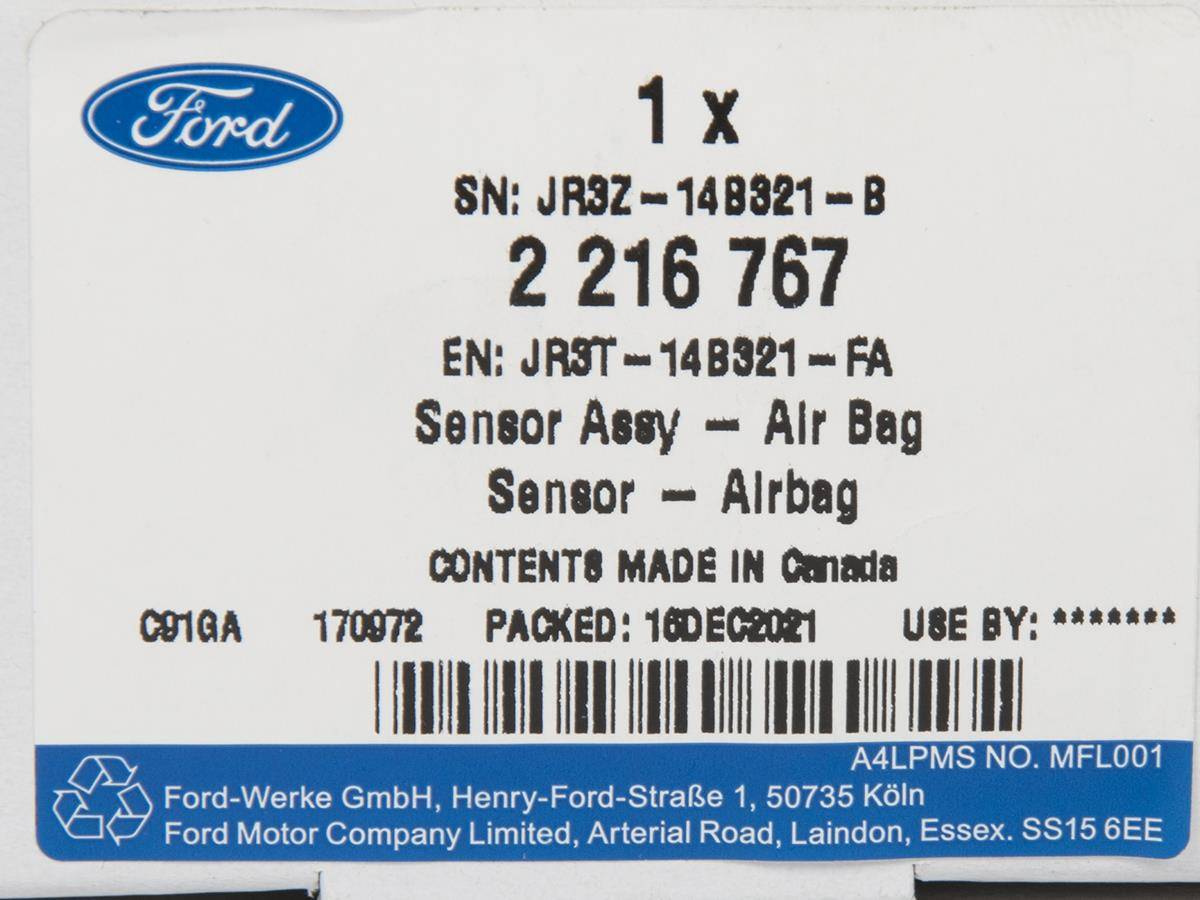 Ford
1 x
SN: JR3Z-14B321-B
2 216 767
EN: JR3T-14B321-FA
Sensor Assy - Air Bag
Sensor - Airbag
CONTENTS MADE IN Canada
C91GA 170972 PACKED: 16DEC2021 USE BY: *******
A4LPMS NO. MFL001
Ford-Werke GmbH, Henry-Ford-Straße 1, 50735 Köln
Ford Motor Company Limited, Arterial Road, Laindon, Essex. SS15 6EE